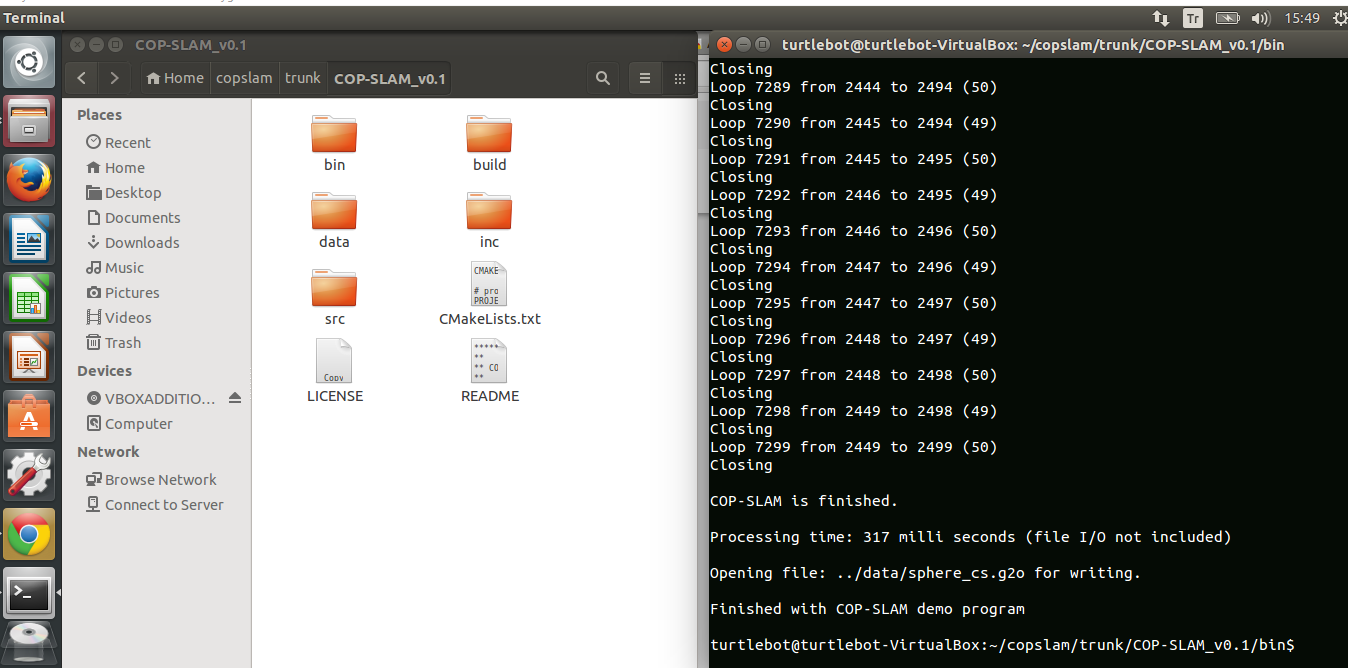 Terminal
Tr
15:49
COP-SLAM_v0.1
Home
copslam
trunk
COP-SLAM_v0.1
Places
Recent
Home
Desktop
Documents
Downloads
Music
Pictures
Videos
Trash
Devices
VBOXADDITIO...
Computer
Network
Browse Network
Connect to Server
bin
build
data
inc
CMAKE
# pro
PROJE
src
CMakeLists.txt
Copy
*****
**
** CO
**
LICENSE
README
turtlebot@turtlebot-VirtualBox: ~/copslam/trunk/COP-SLAM_v0.1/bin
Closing
Loop 7289 from 2444 to 2494 (50)
Closing
Loop 7290 from 2445 to 2494 (49)
Closing
Loop 7291 from 2445 to 2495 (50)
Closing
Loop 7292 from 2446 to 2495 (49)
Closing
Loop 7293 from 2446 to 2496 (50)
Closing
Loop 7294 from 2447 to 2496 (49)
Closing
Loop 7295 from 2447 to 2497 (50)
Closing
Loop 7296 from 2448 to 2497 (49)
Closing
Loop 7297 from 2448 to 2498 (50)
Closing
Loop 7298 from 2449 to 2498 (49)
Closing
Loop 7299 from 2449 to 2499 (50)
Closing
COP-SLAM is finished.
Processing time: 317 milli seconds (file I/O not included)
Opening file: ../data/sphere_cs.g2o for writing.
Finished with COP-SLAM demo program
turtlebot@turtlebot-VirtualBox:~/copslam/trunk/COP-SLAM_v0.1/bin$